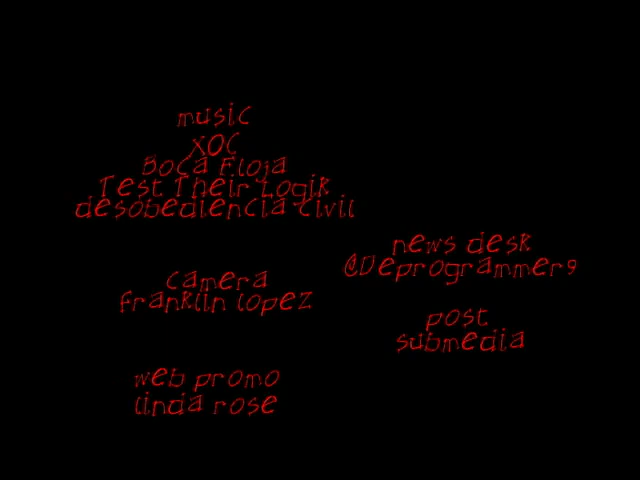 music
XOC
Boca Floja
Test Their Logik
desobediencia civil
news desk
@Deprogrammer9
camera
franklin lopez
post
submedia
web promo
linda rose